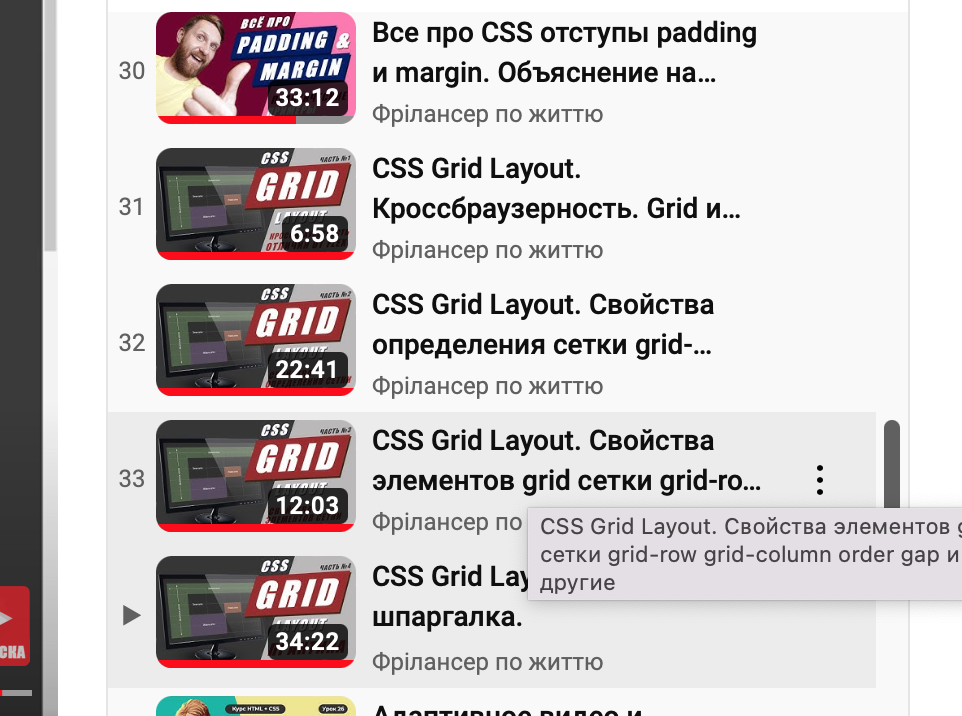 30
ВСЁ ПРО
PADDING &
MARGIN
33:12
Все про CSS отступы padding
и margin. Объяснение на…
Фрілансер по життю
31
CSS
ЧАСТЬ №1
GRID
LAYOUT
6:58
CSS Grid Layout.
Кроссбраузерность. Grid и…
Фрілансер по життю
32
CSS
ЧАСТЬ №2
GRID
LAYOUT
22:41
CSS Grid Layout. Свойства
определения сетки grid-…
Фрілансер по життю
33
CSS
ЧАСТЬ №3
GRID
LAYOUT
12:03
CSS Grid Layout. Свойства
элементов grid сетки grid-ro…
Фрілансер по
CSS Grid Layout. Свойства элементов g
сетки grid-row grid-column order gap и
другие
CSS
ЧАСТЬ №4
GRID
34:22
CSS Grid Lay
шпаргалка.
Фрілансер по життю
СКА
Курс HTML + CSS
Урок 26
Адаптивное видео и